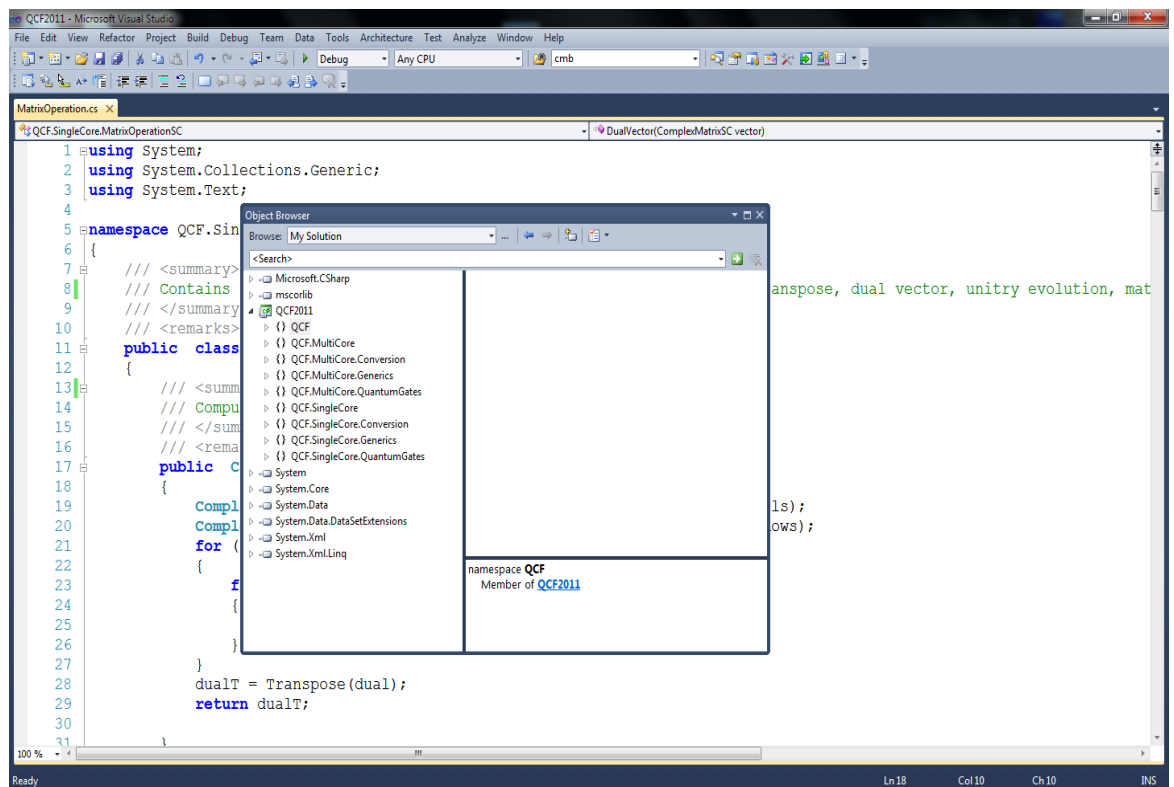 QCF2011 - Microsoft Visual Studio
File Edit View Refactor Project Build Debug Team Data Tools Architecture Test Analyze Window Help
Debug Any CPU cmb
MatrixOperation.cs
QCF.SingleCore.MatrixOperationSC DualVector(ComplexMatrixSC vector)
1 using System;
2 using System.Collections.Generic;
3 using System.Text;
4
5 namespace QCF.Sin
6 {
7 /// <summary>
8 /// Contains anspose, dual vector, unitry evolution, mat
9 /// </summary
10 /// <remarks>
11 public class
12 {
13 /// <summ
14 /// Compu
15 /// </sum
16 /// <rema
17 public C
18 {
19 Compl ls);
20 Compl ows);
21 for (
22 {
23 f
24 {
25
26 }
27 }
28 dualT = Transpose(dual);
29 return dualT;
30
31 }
Object Browser
Browse: My Solution ...
<Search>
Microsoft.CSharp
mscorlib
QCF2011
{} QCF
{} QCF.MultiCore
{} QCF.MultiCore.Conversion
{} QCF.MultiCore.Generics
{} QCF.MultiCore.QuantumGates
{} QCF.SingleCore
{} QCF.SingleCore.Conversion
{} QCF.SingleCore.Generics
{} QCF.SingleCore.QuantumGates
System
System.Core
System.Data
System.Data.DataSetExtensions
System.Xml
System.Xml.Linq
namespace QCF
Member of QCF2011
100 %
Ready Ln 18 Col 10 Ch 10 INS